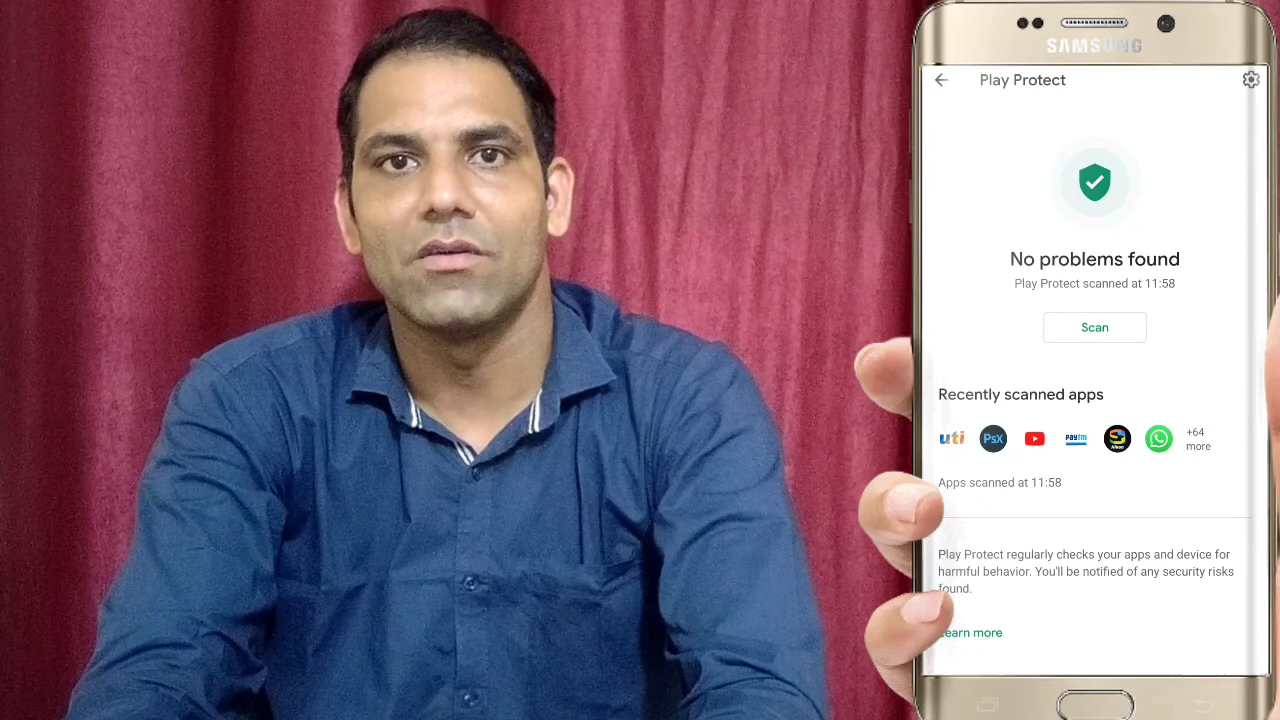 SAMSUNG
Play Protect
No problems found
Play Protect scanned at 11:58
Scan
Recently scanned apps
uti PsX paytm Nikon +64
more
Apps scanned at 11:58
Play Protect regularly checks your apps and device for
harmful behavior. You'll be notified of any security risks
found.
Learn more